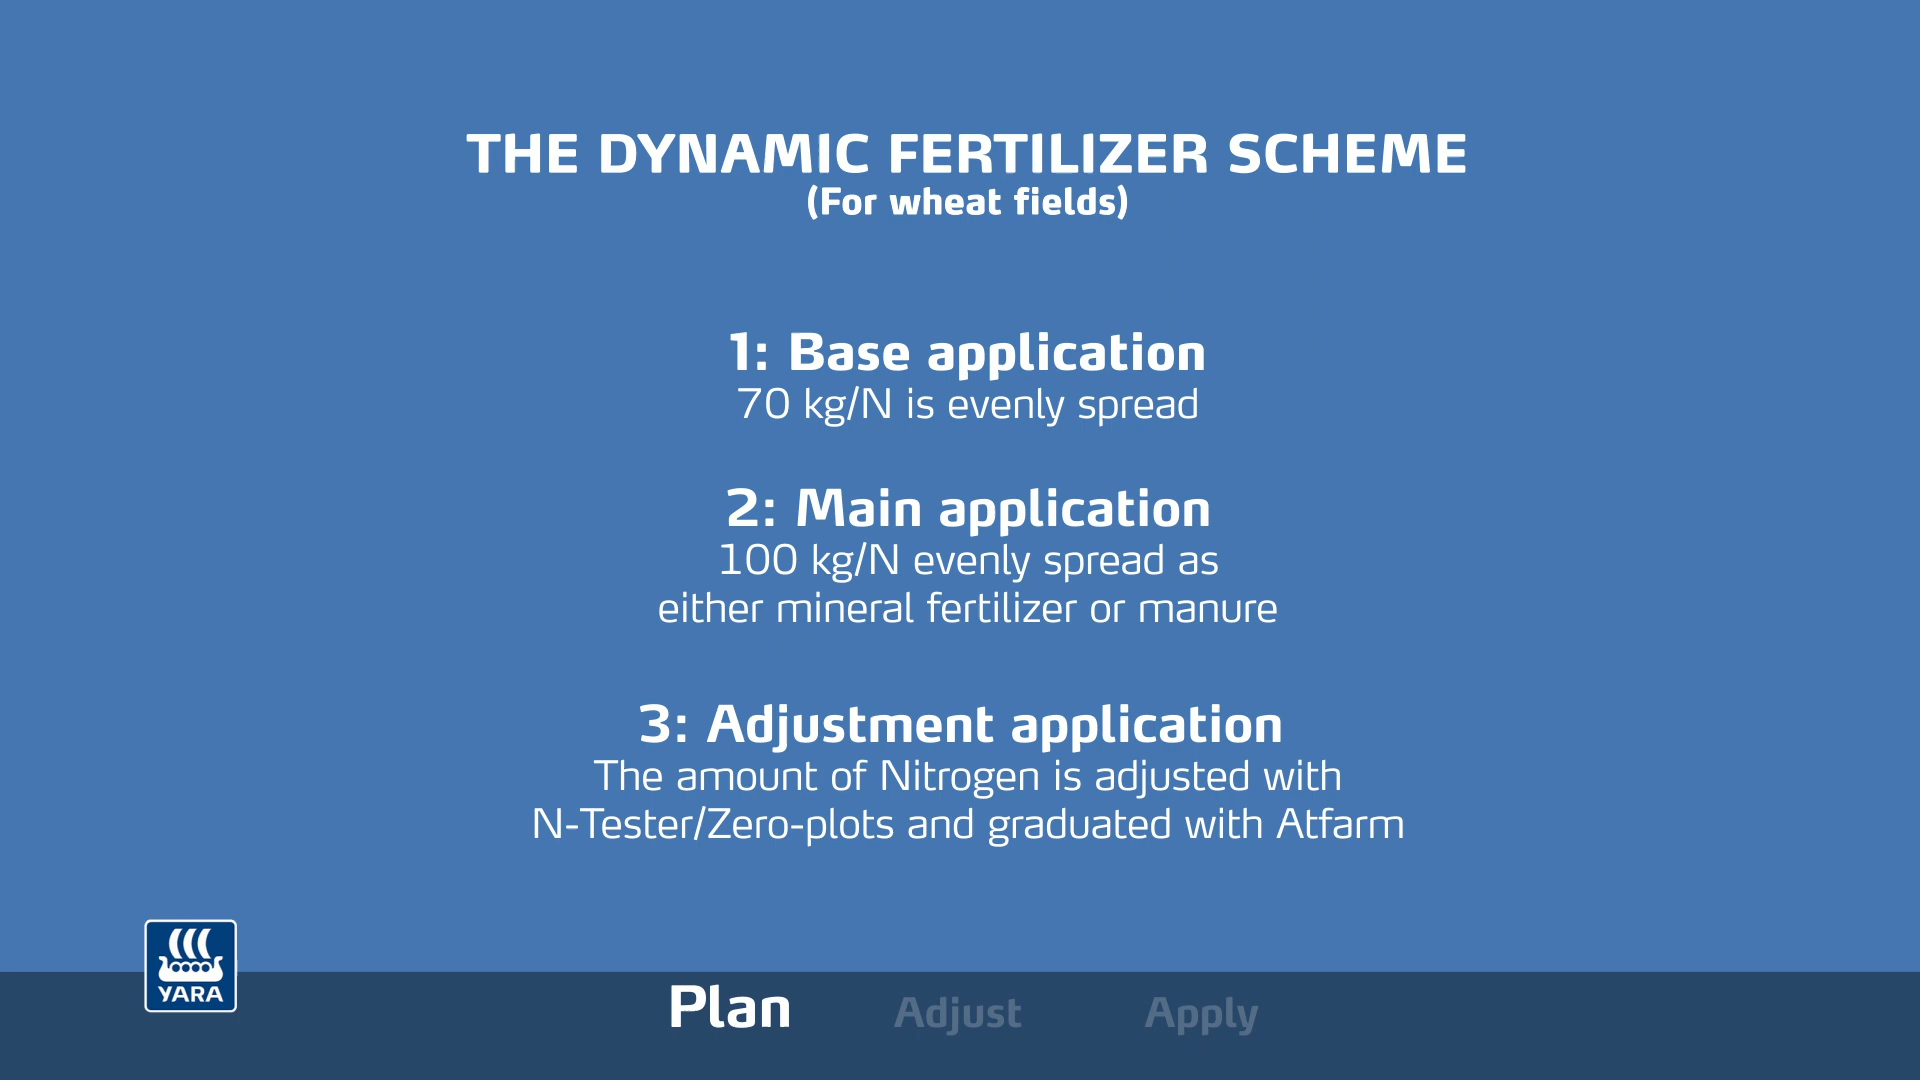 THE DYNAMIC FERTILIZER SCHEME
(For wheat fields)
1: Base application
70 kg/N is evenly spread
2: Main application
100 kg/N evenly spread as
either mineral fertilizer or manure
3: Adjustment application
The amount of Nitrogen is adjusted with
N-Tester/Zero-plots and graduated with Atfarm
YARA
Plan Adjust Apply